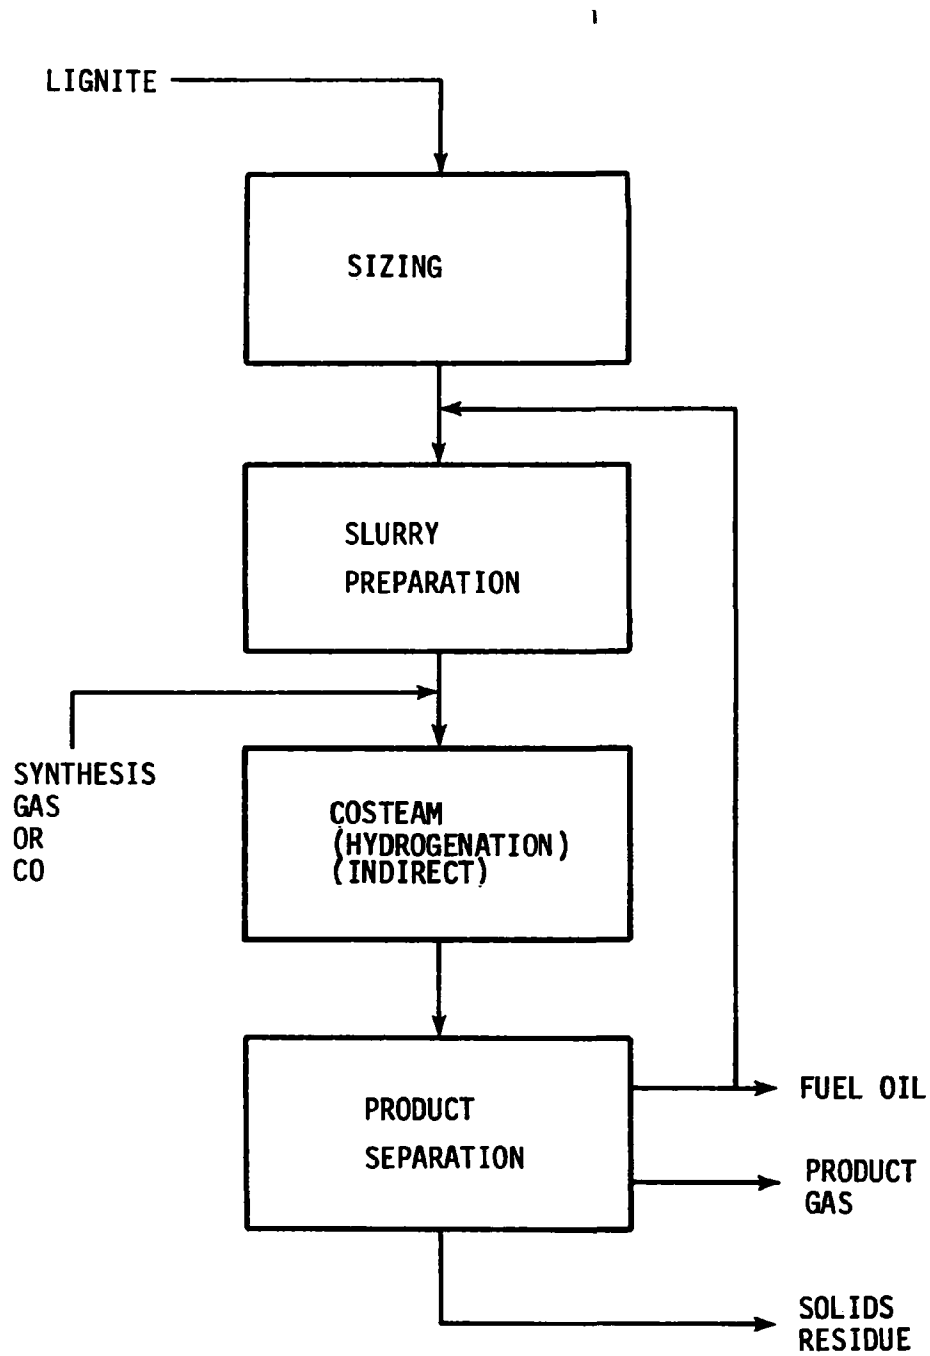 LIGNITE
SIZING
SLURRY
PREPARATION
SYNTHESIS
GAS
OR
CO
COSTEAM
(HYDROGENATION)
(INDIRECT)
PRODUCT
SEPARATION
FUEL OIL
PRODUCT
GAS
SOLIDS
RESIDUE